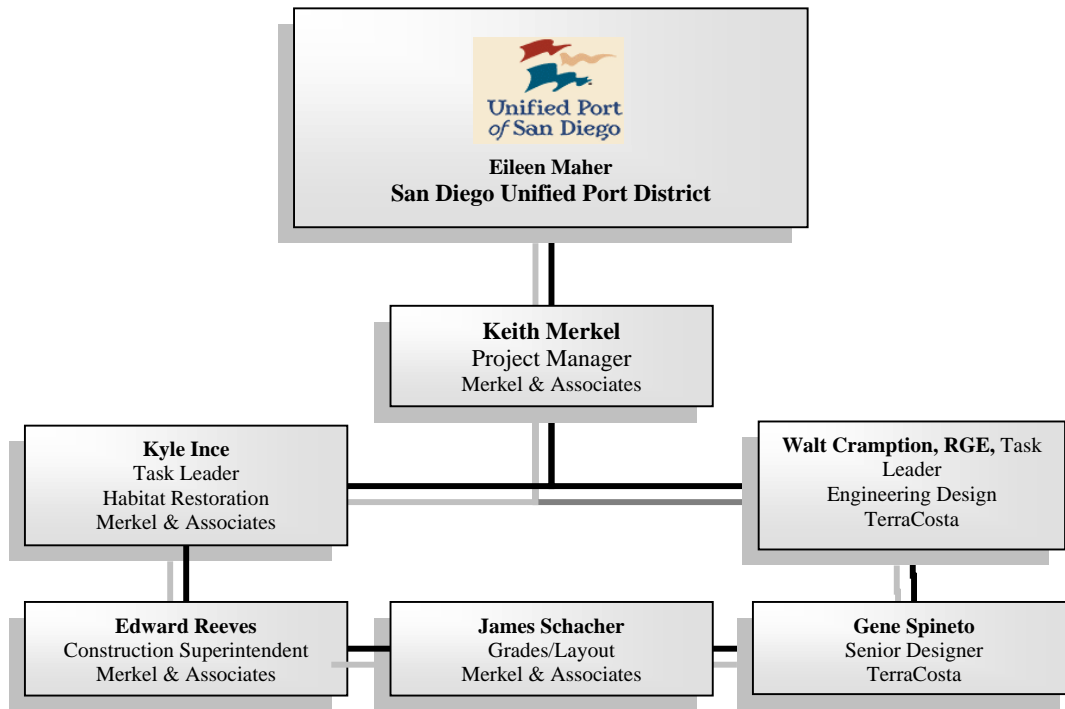 Unified Port
of San Diego
Eileen Maher
San Diego Unified Port District
Keith Merkel
Project Manager
Merkel & Associates
Kyle Ince
Task Leader
Habitat Restoration
Merkel & Associates
Walt Cramption, RGE, Task
Leader
Engineering Design
TerraCosta
Edward Reeves
Construction Superintendent
Merkel & Associates
James Schacher
Grades/Layout
Merkel & Associates
Gene Spineto
Senior Designer
TerraCosta